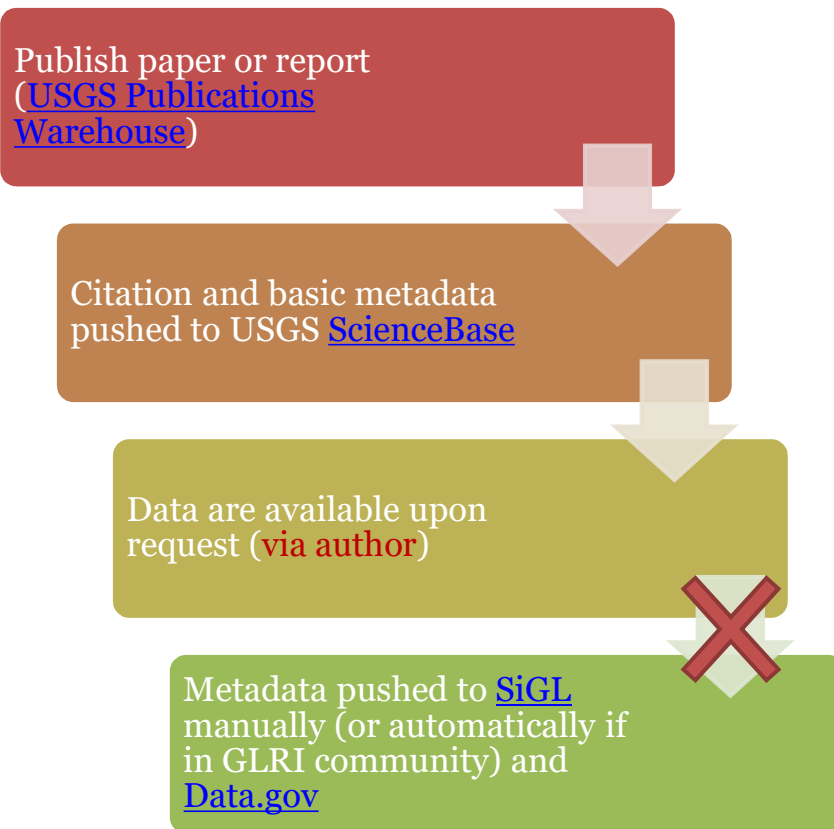 Publish paper or report
(USGS Publications
Warehouse)
Citation and basic metadata
pushed to USGS ScienceBase
Data are available upon
request (via author)
Metadata pushed to SiGL
manually (or automatically if
in GLRI community) and
Data.gov